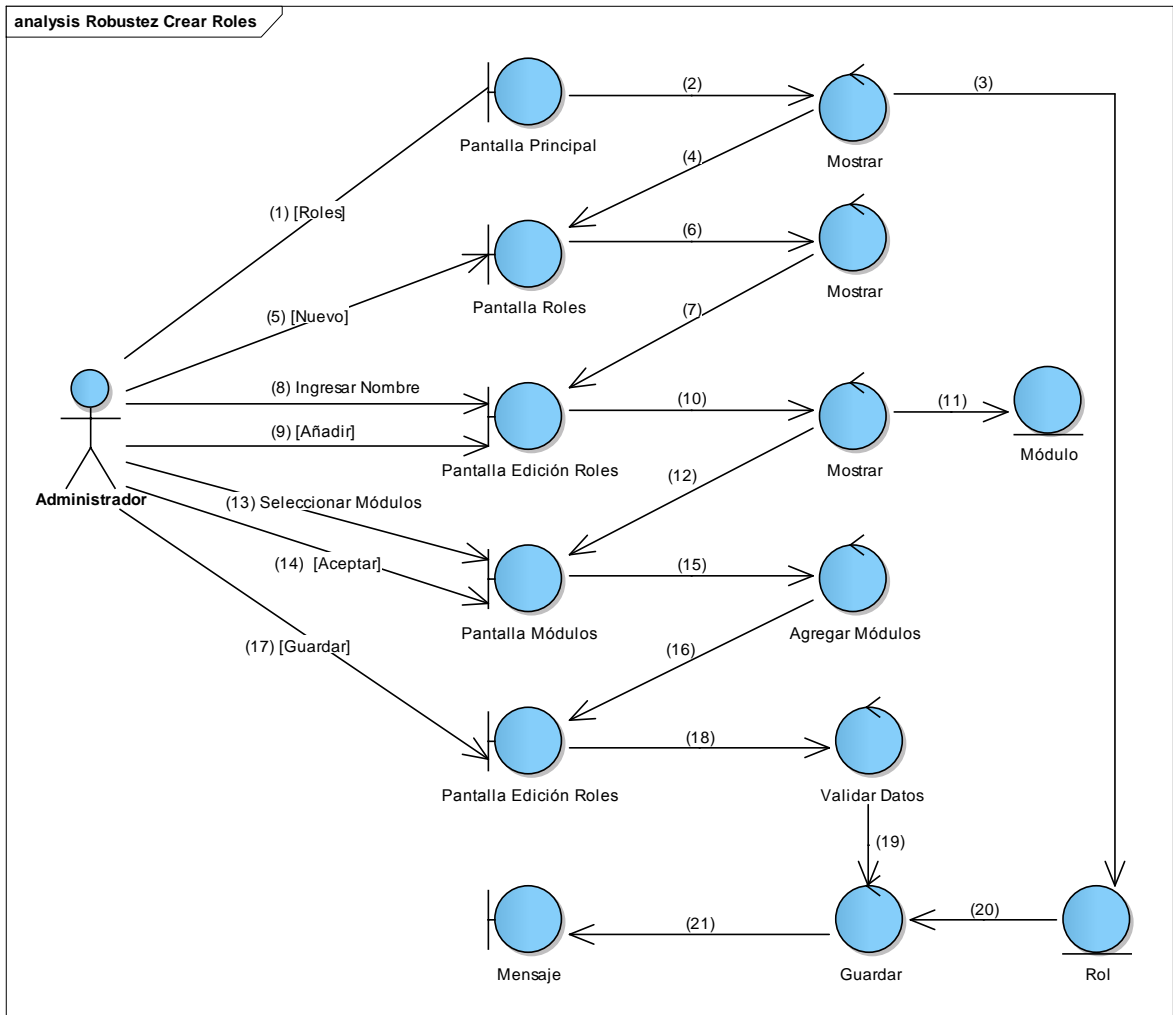 analysis Robustez Crear Roles
(2)
(3)
Pantalla Principal
(4)
Mostrar
(1) [Roles]
(6)
Pantalla Roles
Mostrar
(5) [Nuevo]
(7)
(8) Ingresar Nombre
(10)
(11)
(9) [Añadir]
Módulo
Pantalla Edición Roles
Mostrar
(12)
Administrador
(13) Seleccionar Módulos
(14) [Aceptar]
(15)
Pantalla Módulos
Agregar Módulos
(17) [Guardar]
(16)
(18)
Pantalla Edición Roles
Validar Datos
(19)
(20)
(21)
Mensaje
Guardar
Rol